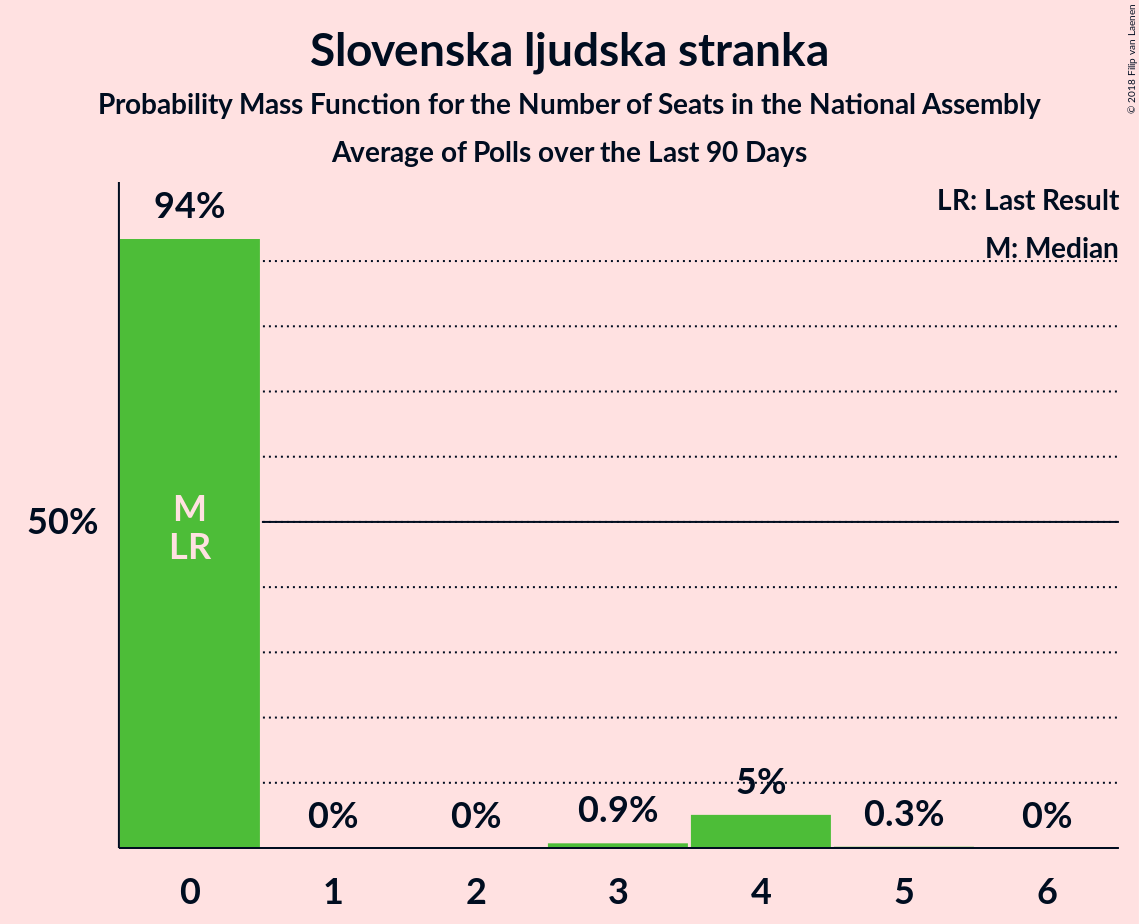 Slovenska ljudska stranka
Probability Mass Function for the Number of Seats in the National Assembly
Average of Polls over the Last 90 Days
© 2018 Filip van Laenen
LR: Last Result
M: Median
94%
50%
M
LR
0%
0%
0.9%
5%
0.3%
0%
0
1
2
3
4
5
6